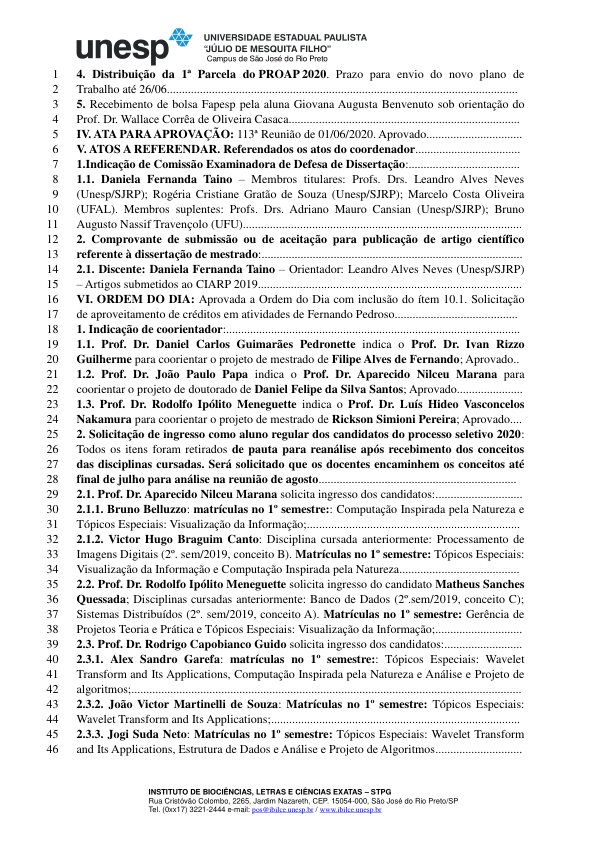 unesp
UNIVERSIDADE ESTADUAL PAULISTA
“JÚLIO DE MESQUITA FILHO”
Campus de São José do Rio Preto
1 4. Distribuição da 1ª Parcela do PROAP 2020. Prazo para envio do novo plano de
2 Trabalho até 26/06.....................................................................................................................
3 5. Recebimento de bolsa Fapesp pela aluna Giovana Augusta Benvenuto sob orientação do
4 Prof. Dr. Wallace Corrêa de Oliveira Casaca.............................................................................
5 IV. ATA PARA APROVAÇÃO: 113ª Reunião de 01/06/2020. Aprovado................................
6 V. ATOS A REFERENDAR. Referendados os atos do coordenador...................................
7 1.Indicação de Comissão Examinadora de Defesa de Dissertação:.....................................
8 1.1. Daniela Fernanda Taino – Membros titulares: Profs. Drs. Leandro Alves Neves
9 (Unesp/SJRP); Rogéria Cristiane Gratão de Souza (Unesp/SJRP); Marcelo Costa Oliveira
10 (UFAL). Membros suplentes: Profs. Drs. Adriano Mauro Cansian (Unesp/SJRP); Bruno
11 Augusto Nassif Travençolo (UFU)............................................................................................
12 2. Comprovante de submissão ou de aceitação para publicação de artigo científico
13 referente à dissertação de mestrado:......................................................................................
14 2.1. Discente: Daniela Fernanda Taino – Orientador: Leandro Alves Neves (Unesp/SJRP)
15 – Artigos submetidos ao CIARP 2019........................................................................................
16 VI. ORDEM DO DIA: Aprovada a Ordem do Dia com inclusão do ítem 10.1. Solicitação
17 de aproveitamento de créditos em atividades de Fernando Pedroso.........................................
18 1. Indicação de coorientador:..................................................................................................
19 1.1. Prof. Dr. Daniel Carlos Guimarães Pedronette indica o Prof. Dr. Ivan Rizzo
20 Guilherme para coorientar o projeto de mestrado de Filipe Alves de Fernando; Aprovado..
21 1.2. Prof. Dr. João Paulo Papa indica o Prof. Dr. Aparecido Nilceu Marana para
22 coorientar o projeto de doutorado de Daniel Felipe da Silva Santos; Aprovado......................
23 1.3. Prof. Dr. Rodolfo Ipólito Meneguette indica o Prof. Dr. Luís Hideo Vasconcelos
24 Nakamura para coorientar o projeto de mestrado de Rickson Simioni Pereira; Aprovado....
25 2. Solicitação de ingresso como aluno regular dos candidatos do processo seletivo 2020:
26 Todos os itens foram retirados de pauta para reanálise após recebimento dos conceitos
27 das disciplinas cursadas. Será solicitado que os docentes encaminhem os conceitos até
28 final de julho para análise na reunião de agosto..................................................................
29 2.1. Prof. Dr. Aparecido Nilceu Marana solicita ingresso dos candidatos:............................
30 2.1.1. Bruno Belluzzo: matrículas no 1º semestre:: Computação Inspirada pela Natureza e
31 Tópicos Especiais: Visualização da Informação;.......................................................................
32 2.1.2. Victor Hugo Braguim Canto: Disciplina cursada anteriormente: Processamento de
33 Imagens Digitais (2º. sem/2019, conceito B). Matrículas no 1º semestre: Tópicos Especiais:
34 Visualização da Informação e Computação Inspirada pela Natureza........................................
35 2.2. Prof. Dr. Rodolfo Ipólito Meneguette solicita ingresso do candidato Matheus Sanches
36 Quessada; Disciplinas cursadas anteriormente: Banco de Dados (2º.sem/2019, conceito C);
37 Sistemas Distribuídos (2º. sem/2019, conceito A). Matrículas no 1º semestre: Gerência de
38 Projetos Teoria e Prática e Tópicos Especiais: Visualização da Informação;.............................
39 2.3. Prof. Dr. Rodrigo Capobianco Guido solicita ingresso dos candidatos:.........................
40 2.3.1. Alex Sandro Garefa: matrículas no 1º semestre:: Tópicos Especiais: Wavelet
41 Transform and Its Applications, Computação Inspirada pela Natureza e Análise e Projeto de
42 algoritmos;..................................................................................................................................
43 2.3.2. João Victor Martinelli de Souza: Matrículas no 1º semestre: Tópicos Especiais:
44 Wavelet Transform and Its Applications;...................................................................................
45 2.3.3. Jogi Suda Neto: Matrículas no 1º semestre: Tópicos Especiais: Wavelet Transform
46 and Its Applications, Estrutura de Dados e Análise e Projeto de Algoritmos.............................
INSTITUTO DE BIOCIÊNCIAS, LETRAS E CIÊNCIAS EXATAS – STPG
Rua Cristóvão Colombo, 2265, Jardim Nazareth, CEP. 15054-000, São José do Rio Preto/SP
Tel. (0xx17) 3221-2444 e-mail: pos@ibilce.unesp.br / www.ibilce.unesp.br